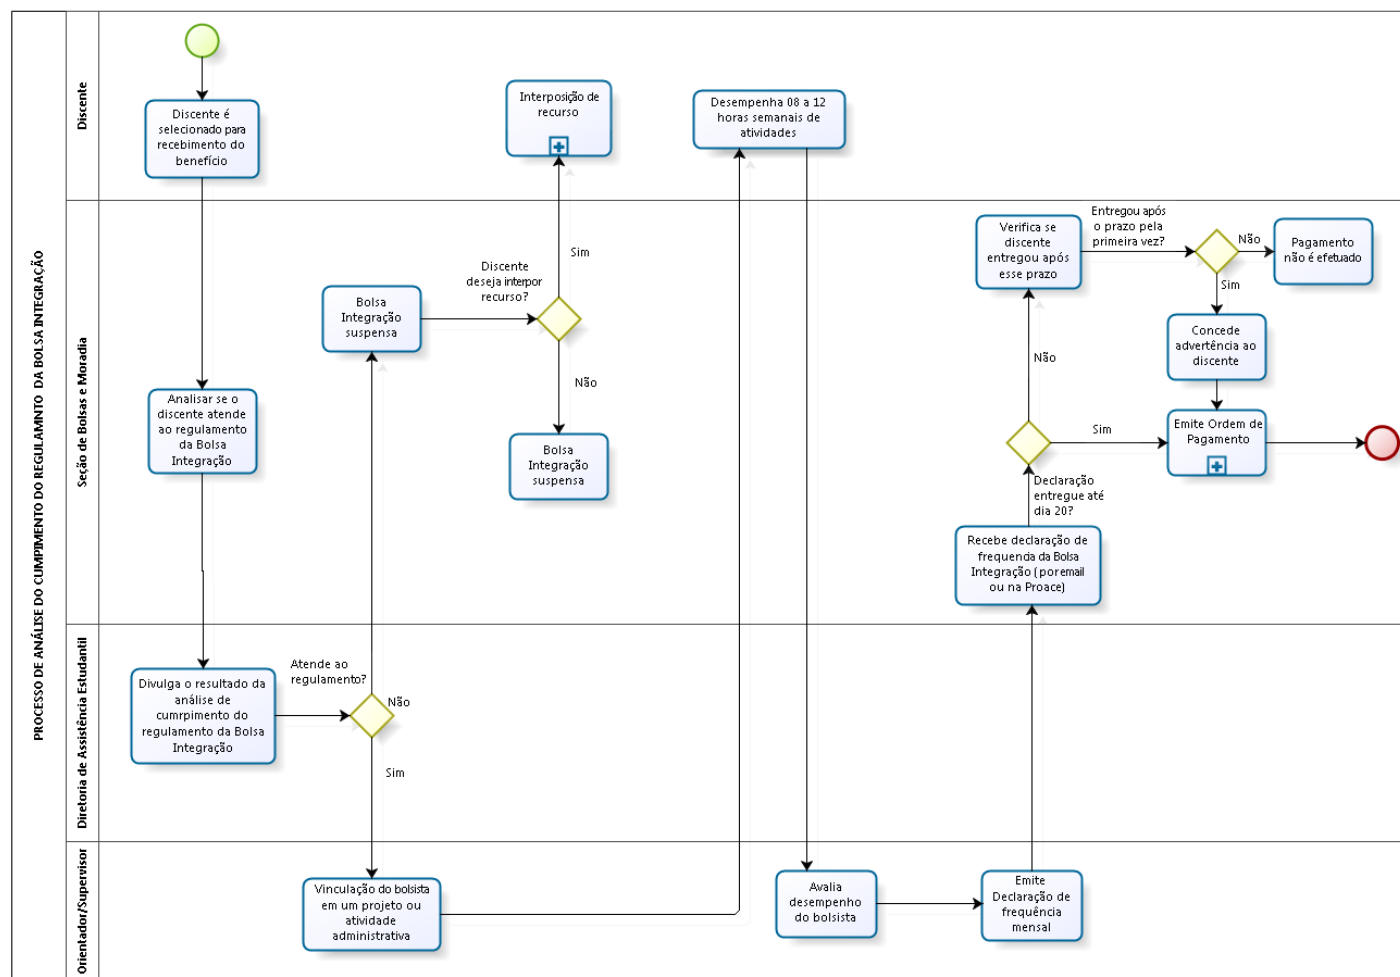 PROCESSO DE ANÁLISE DO CUMPIMENTO DO REGULAMINTO DA BOLSA INTEGRAÇÃO
Discente
Discente é
selecionado para
recebimento do
benefício
Interposição de
recurso
Desempenha 08 a 12
horas semanais de
atividades
Seção de Bolsas e Moradia
Analisar se o
discente atende
ao regulamento
da Bolsa
Integração
Bolsa
Integração
suspensa
Discente
deseja interpor
recurso?
Sim
Não
Bolsa
Integração
suspensa
Verifica se
discente
entregou após
esse prazo
Entregou após
o prazo pela
primeira vez?
Não
Pagamento
não é efetuado
Sim
Concede
advertência ao
discente
Não
Sim
Emite Ordem de
Pagamento
Declaração
entregue até
dia 20?
Recebe declaração de
frequencia da Bolsa
Integração ( por email
ou na Proace)
Diretoria de Assistência Estudantil
Divulga o resultado da
análise de
cumrpimento do
regulamento da Bolsa
Integração
Atende ao
regulamento?
Não
Sim
Orientador/Supervisor
Vinculação do bolsista
em um projeto ou
atividade
administrativa
Avalia
desempenho
do bolsista
Emite
Declaração de
frequência
mensal